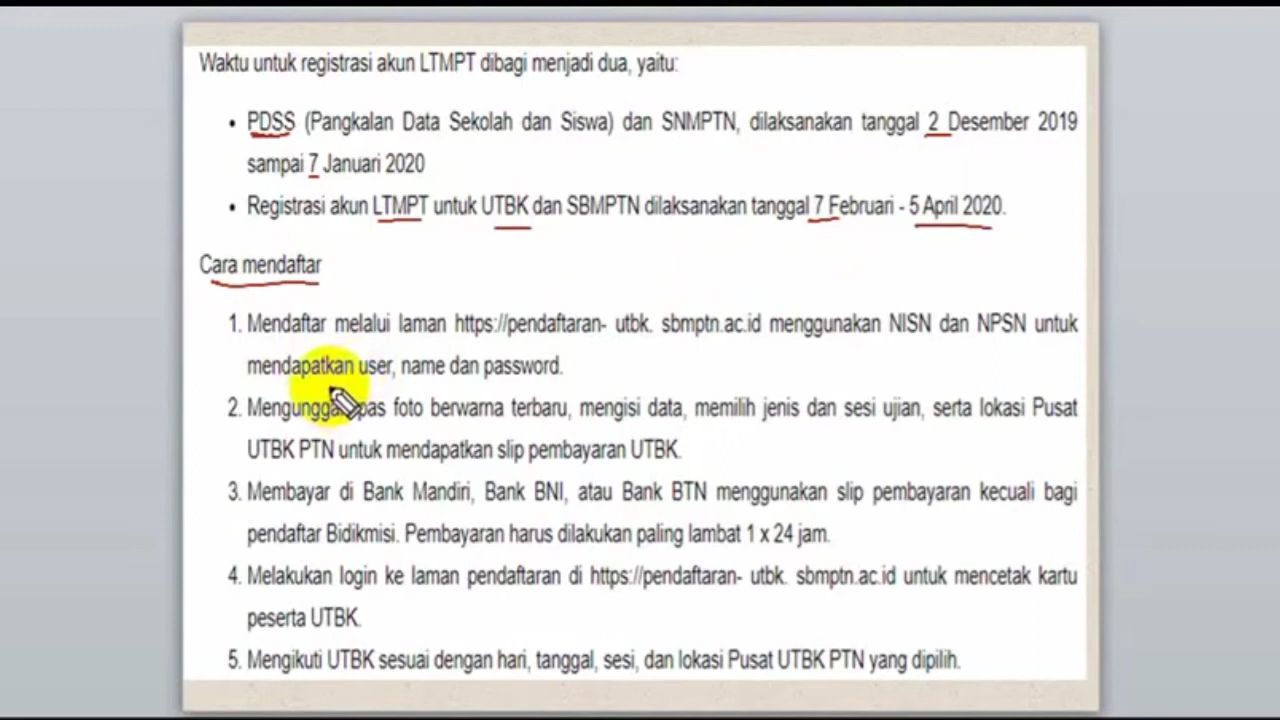 Waktu untuk registrasi akun LTMPT dibagi menjadi dua, yaitu:
• PDSS (Pangkalan Data Sekolah dan Siswa) dan SNMPTN, dilaksanakan tanggal 2 Desember 2019
sampai 7 Januari 2020
• Registrasi akun LTMPT untuk UTBK dan SBMPTN dilaksanakan tanggal 7 Februari - 5 April 2020.
Cara mendaftar
1. Mendaftar melalui laman https://pendaftaran- utbk. sbmptn.ac.id menggunakan NISN dan NPSN untuk
mendapatkan user, name dan password.
2. Mengunggah pas foto berwarna terbaru, mengisi data, memilih jenis dan sesi ujian, serta lokasi Pusat
UTBK PTN untuk mendapatkan slip pembayaran UTBK.
3. Membayar di Bank Mandiri, Bank BNI, atau Bank BTN menggunakan slip pembayaran kecuali bagi
pendaftar Bidikmisi. Pembayaran harus dilakukan paling lambat 1 x 24 jam.
4. Melakukan login ke laman pendaftaran di https://pendaftaran- utbk. sbmptn.ac.id untuk mencetak kartu
peserta UTBK.
5. Mengikuti UTBK sesuai dengan hari, tanggal, sesi, dan lokasi Pusat UTBK PTN yang dipilih.